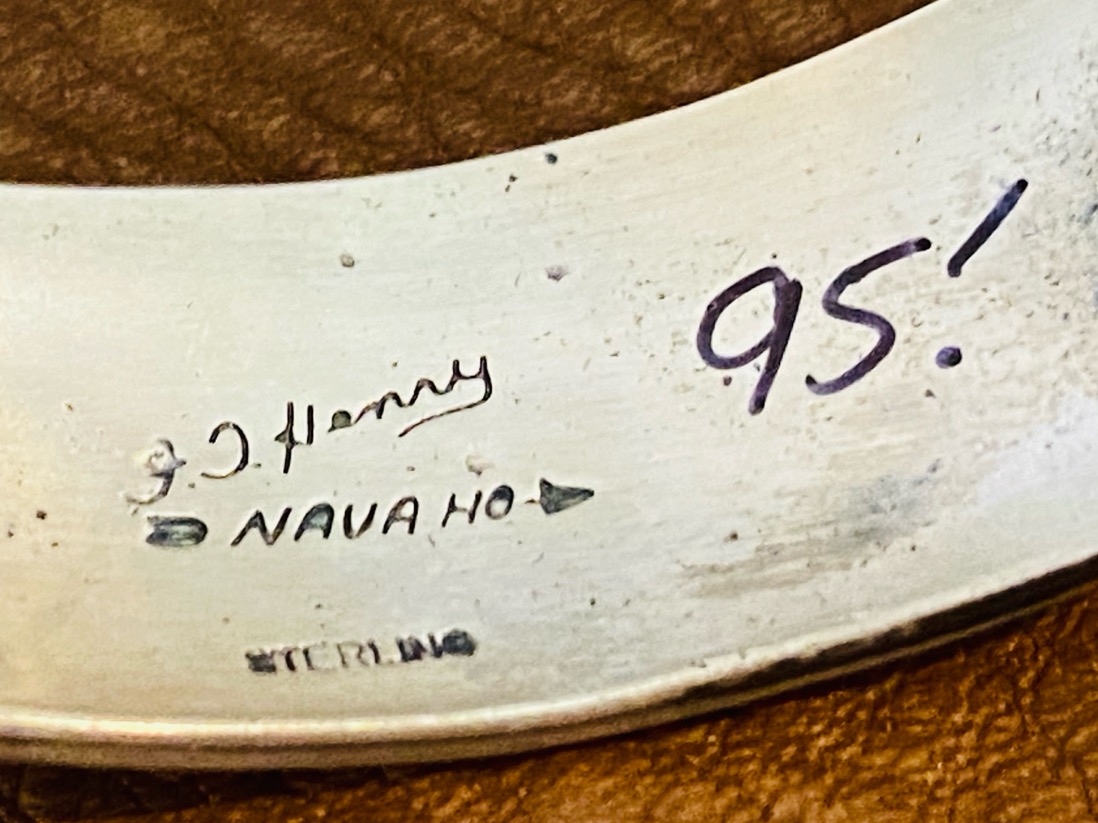 95!
J.J. Henry
NAVAHO
STERLING